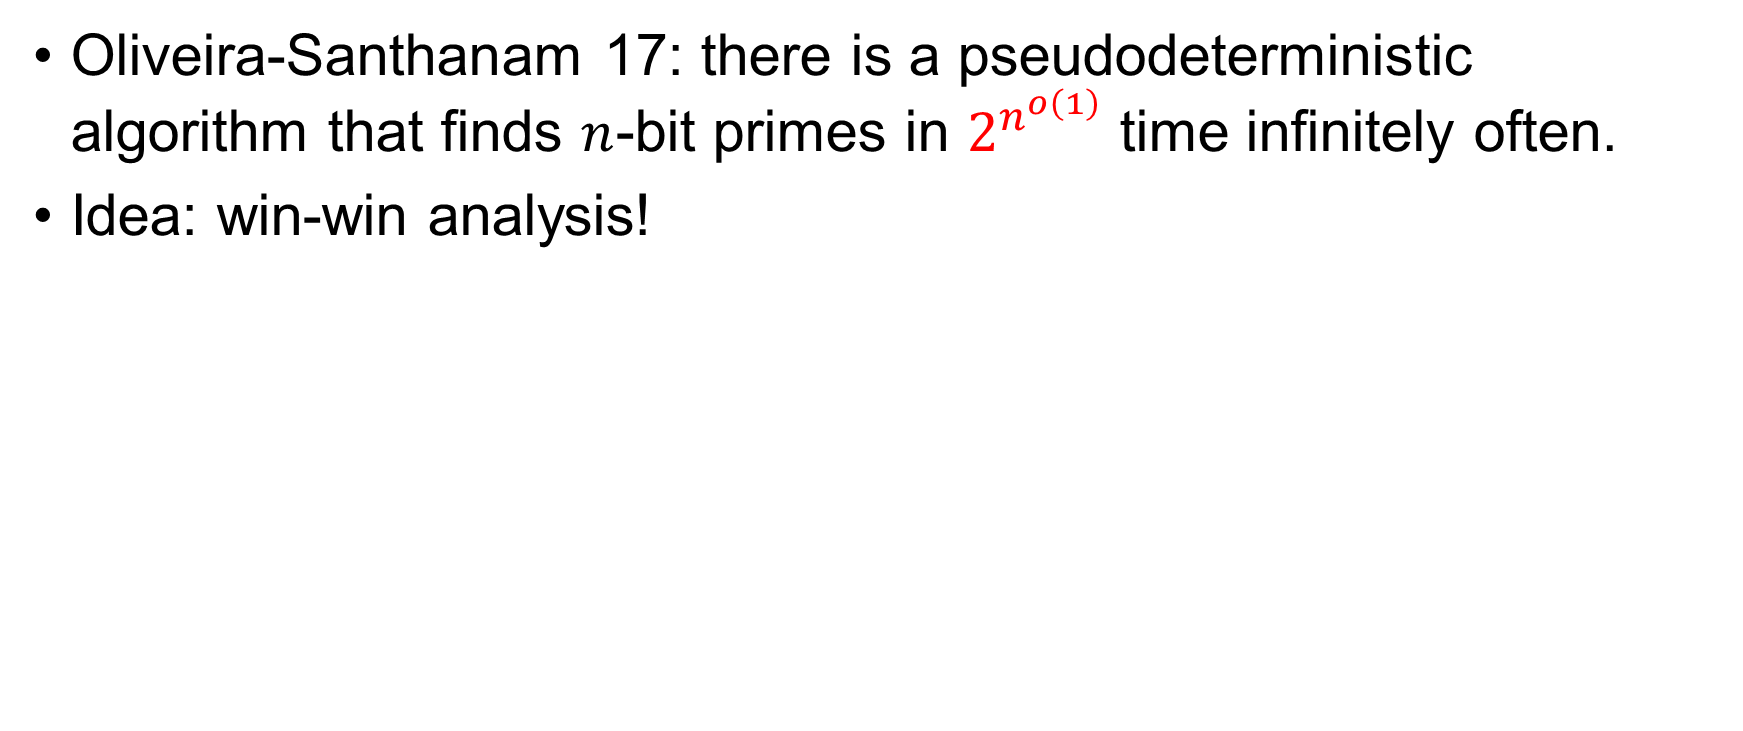 • Oliveira-Santhanam 17: there is a pseudodeterministic
algorithm that finds 𝑛-bit primes in 2^{𝑛^{𝑜(1)}} time infinitely often.
• Idea: win-win analysis!